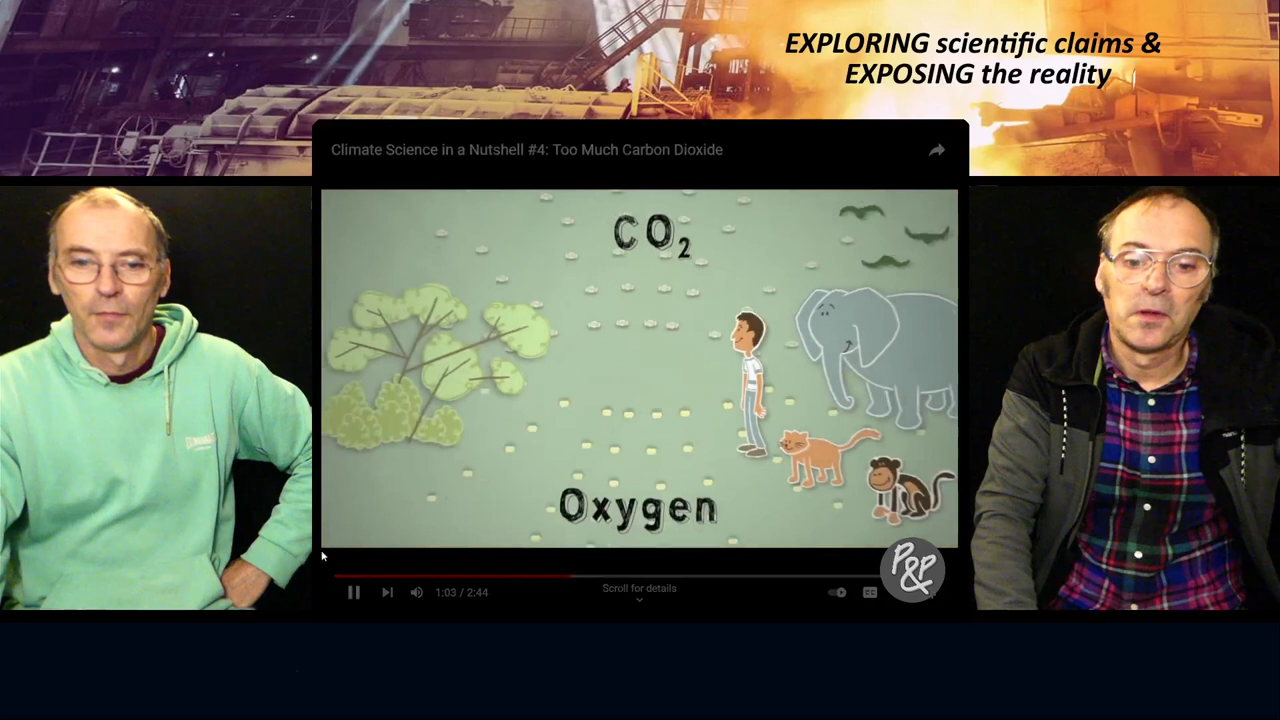 EXPLORING scientific claims &
EXPOSING the reality
Climate Science in a Nutshell #4: Too Much Carbon Dioxide
CO₂
Oxygen
P&P
1:03 / 2:44
Scroll for details
CC